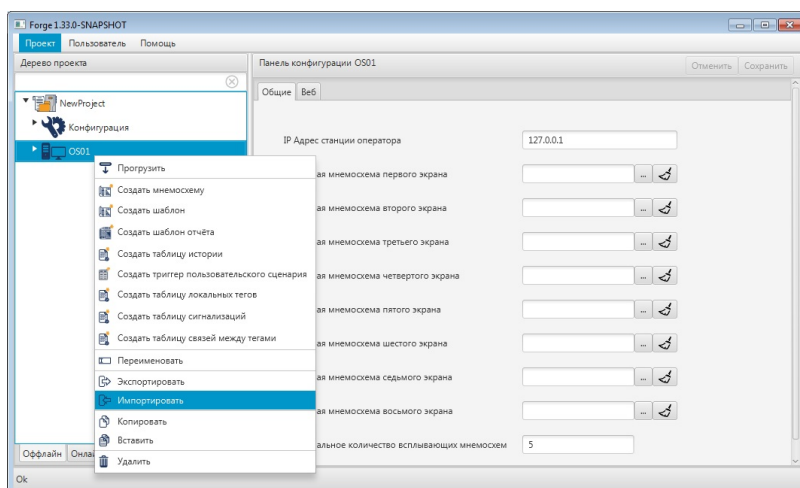 Forge 1.33.0-SNAPSHOT
Проект Пользователь Помощь
Дерево проекта
Панель конфигурации OS01
Отменить Сохранить
Общие Веб
NewProject
Конфигурация
OS01
IP Адрес станции оператора 127.0.0.1
Прогрузить
ая мнемосхема первого экрана ...
Создать мнемосхему
Создать шаблон
ая мнемосхема второго экрана ...
Создать шаблон отчёта
ая мнемосхема третьего экрана ...
Создать таблицу истории
Создать триггер пользовательского сценария
ая мнемосхема четвертого экрана ...
Создать таблицу локальных тегов
ая мнемосхема пятого экрана ...
Создать таблицу сигнализаций
Создать таблицу связей между тегами
ая мнемосхема шестого экрана ...
Переименовать
Экспортировать
ая мнемосхема седьмого экрана ...
Импортировать
ая мнемосхема восьмого экрана ...
Копировать
Вставить
альное количество всплывающих мнемосхем 5
Оффлайн Онлай
Удалить
Ok